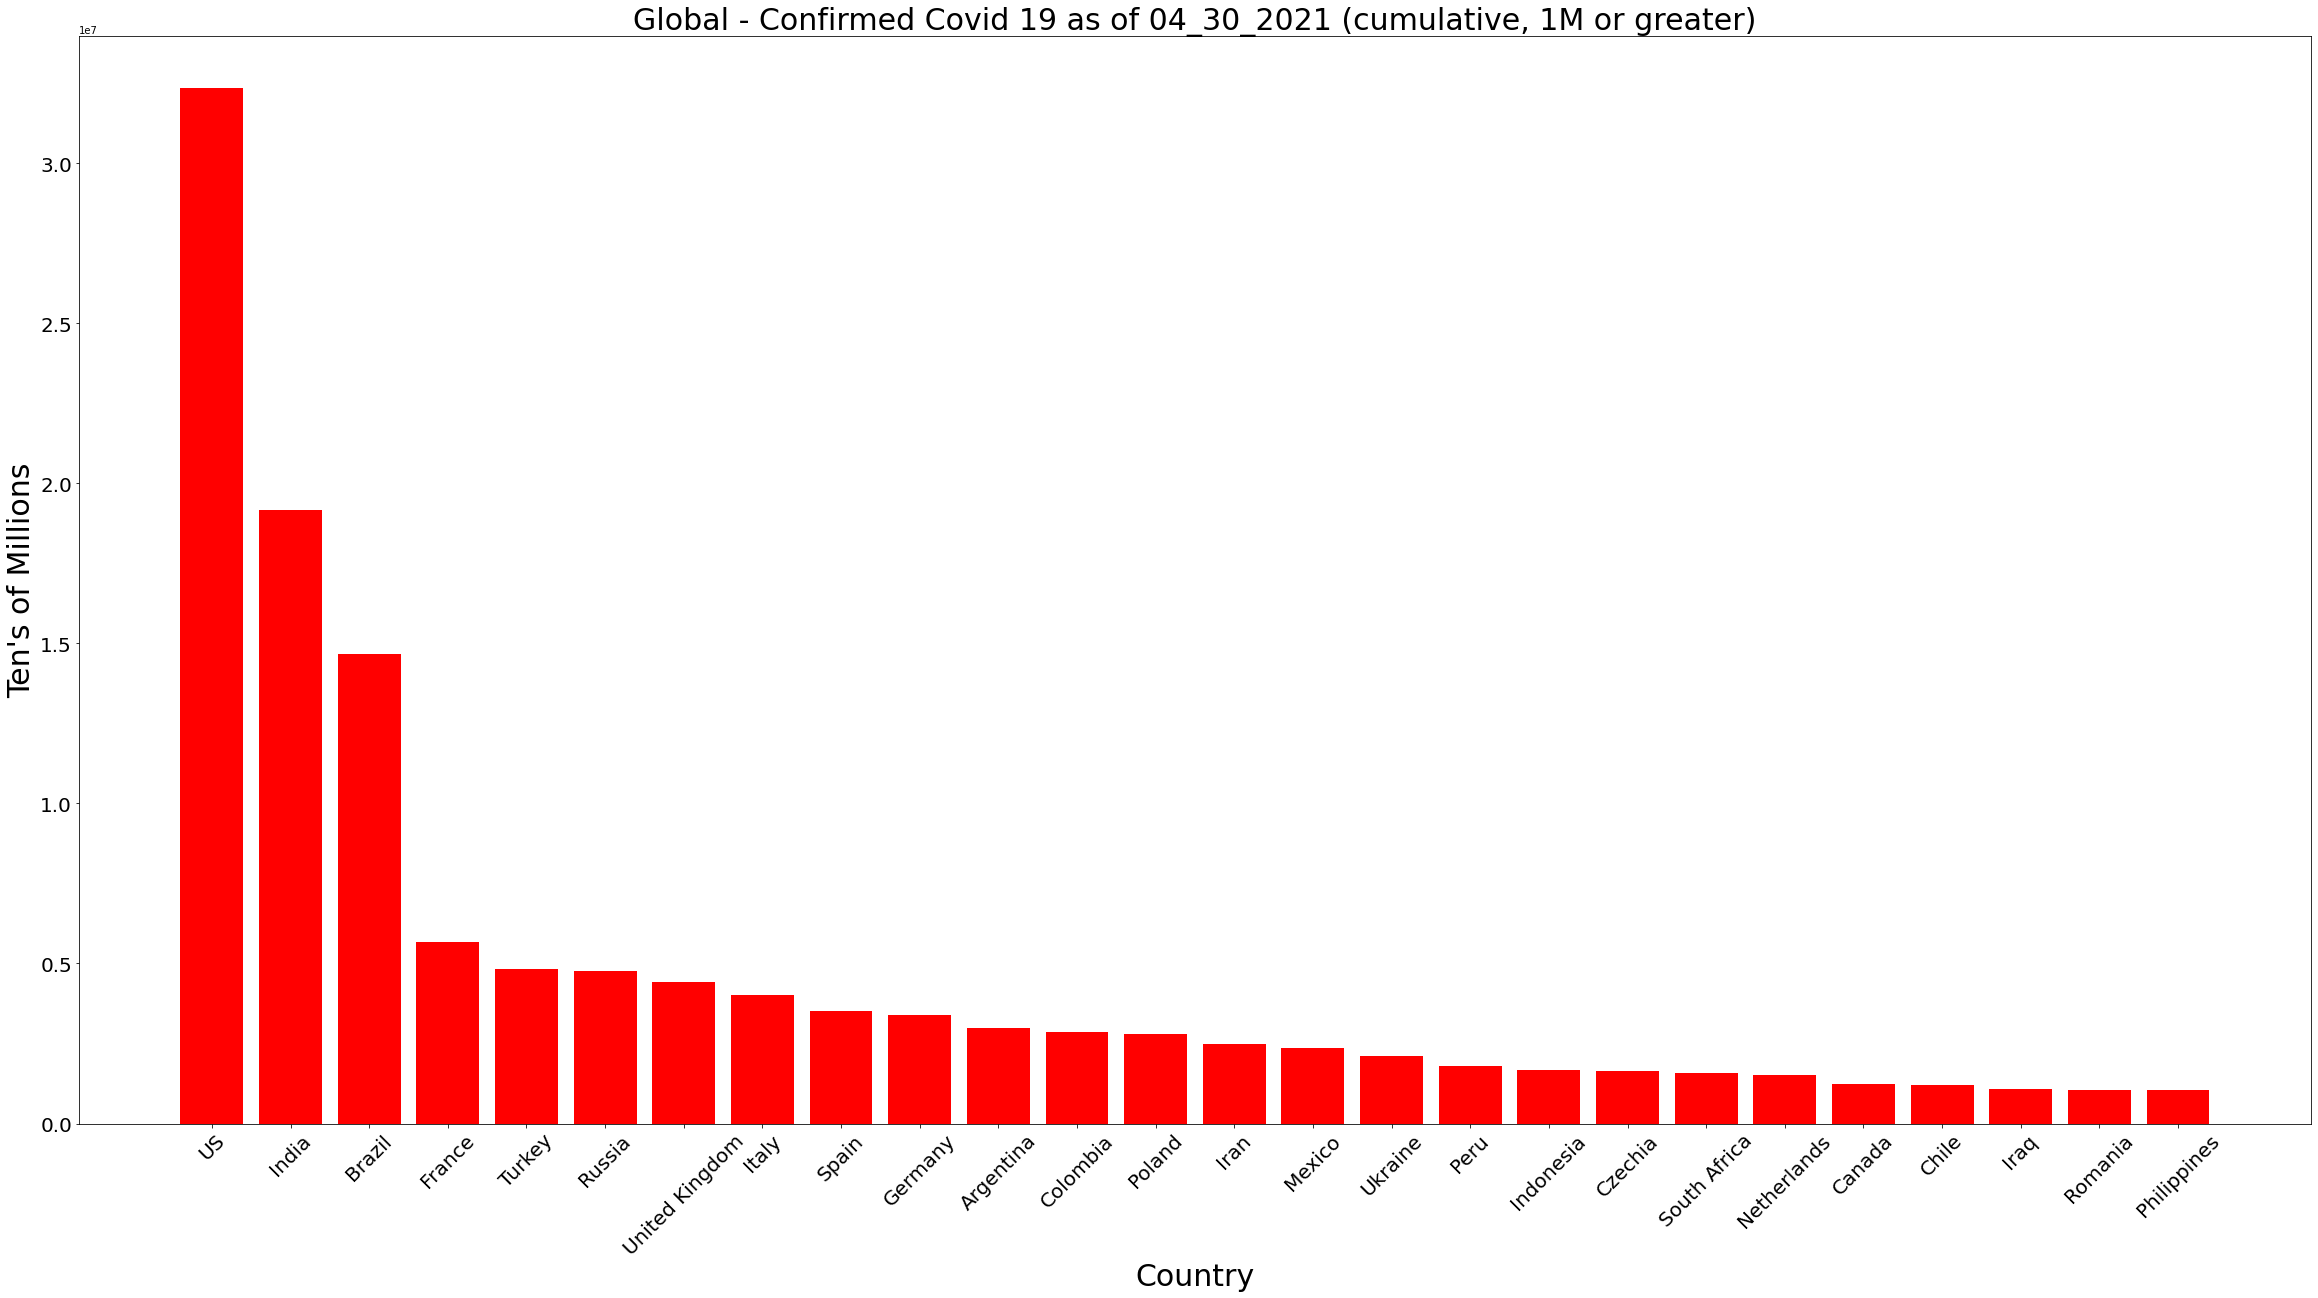 Global - Confirmed Covid 19 as of 04_30_2021 (cumulative, 1M or greater)
1e7
3.0
2.5
2.0
1.5
1.0
0.5
0.0
Ten's of Millions
US
India
Brazil
France
Turkey
Russia
United Kingdom
Italy
Spain
Germany
Argentina
Colombia
Poland
Iran
Mexico
Ukraine
Peru
Indonesia
Czechia
South Africa
Netherlands
Canada
Chile
Iraq
Romania
Philippines
Country